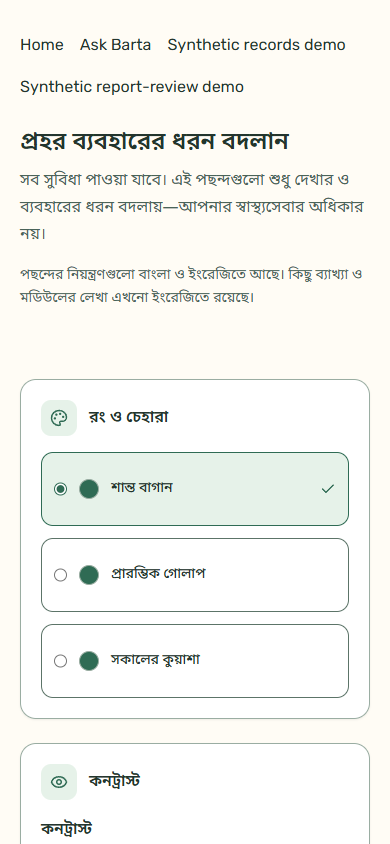 Home Ask Barta Synthetic records demo
Synthetic report-review demo
প্রহর ব্যবহারের ধরন বদলান
সব সুবিধা পাওয়া যাবে। এই পছন্দগুলো শুধু দেখার ও
ব্যবহারের ধরন বদলায়—আপনার স্বাস্থ্যসেবার অধিকার
নয়।
পছন্দের নিয়ন্ত্রণগুলো বাংলা ও ইংরেজিতে আছে। কিছু ব্যাখ্যা ও
মডিউলের লেখা এখনো ইংরেজিতে রয়েছে।
রং ও চেহারা
শান্ত বাগান
প্রারম্ভিক গোলাপ
সকালের কুয়াশা
কনট্রাস্ট
কনট্রাস্ট